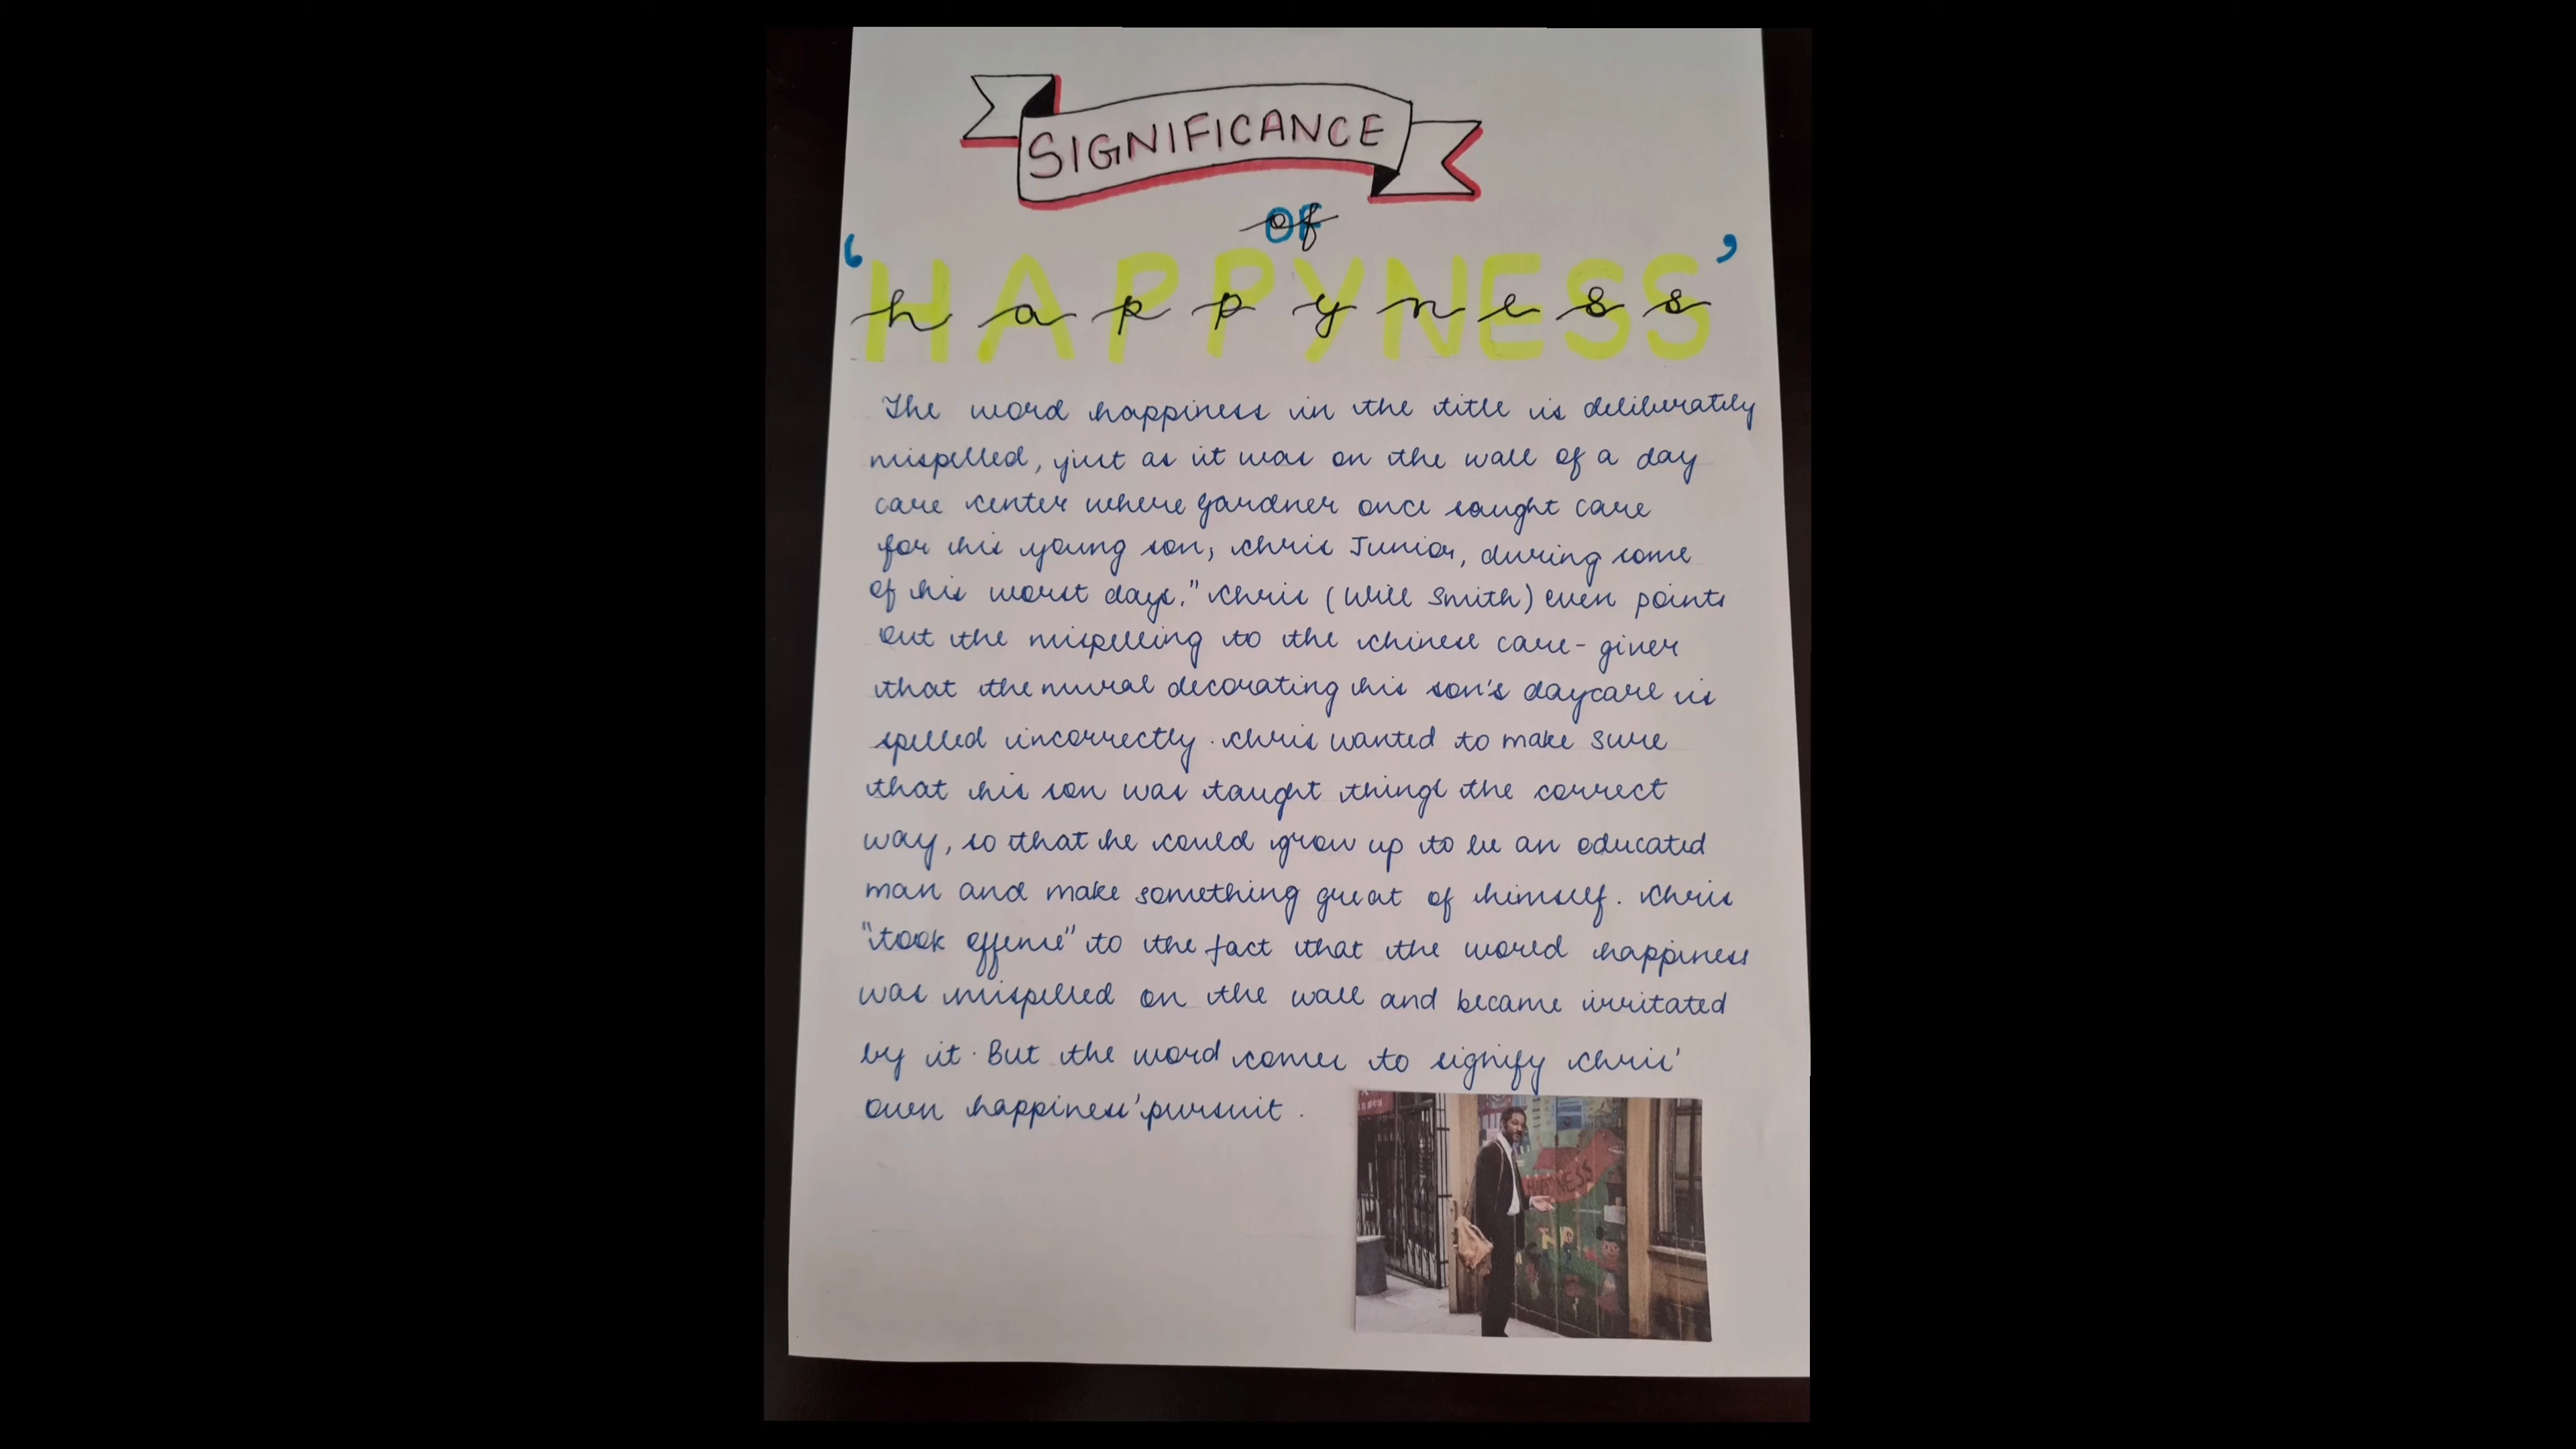 SIGNIFICANCE
OF
of
'HAPPYNESS'
happyness
The word happiness in the title is deliberately
mispelled, just as it was on the wall of a day
care center where Gardner once saught care
for his young son, Chris Junior, during some
of his worst days." Chris (Will Smith) even points
out the mispelling to the chinese care-giver
that the mural decorating his son's daycare is
spelled incorrectly. Chris wanted to make sure
that his son was taught things the correct
way, so that he could grow up to be an educated
man and make something great of himself. Chris
"took offense" to the fact that the world happiness
was mispelled on the wall and became irritated
by it. But the word comes to signify Chris'
own happiness' pursuit.